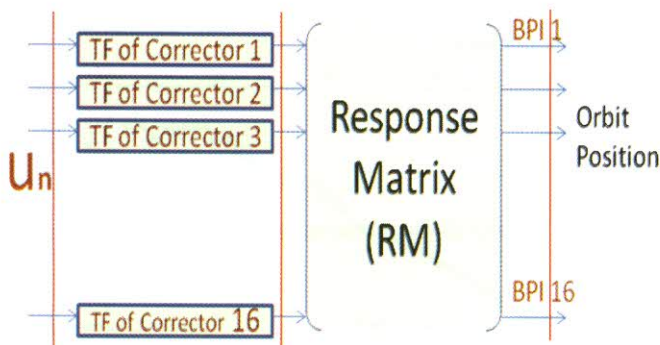 TF of Corrector 1
TF of Corrector 2
TF of Corrector 3
un
TF of Corrector 16
Response
Matrix
(RM)
BPI 1
BPI 16
Orbit
Position